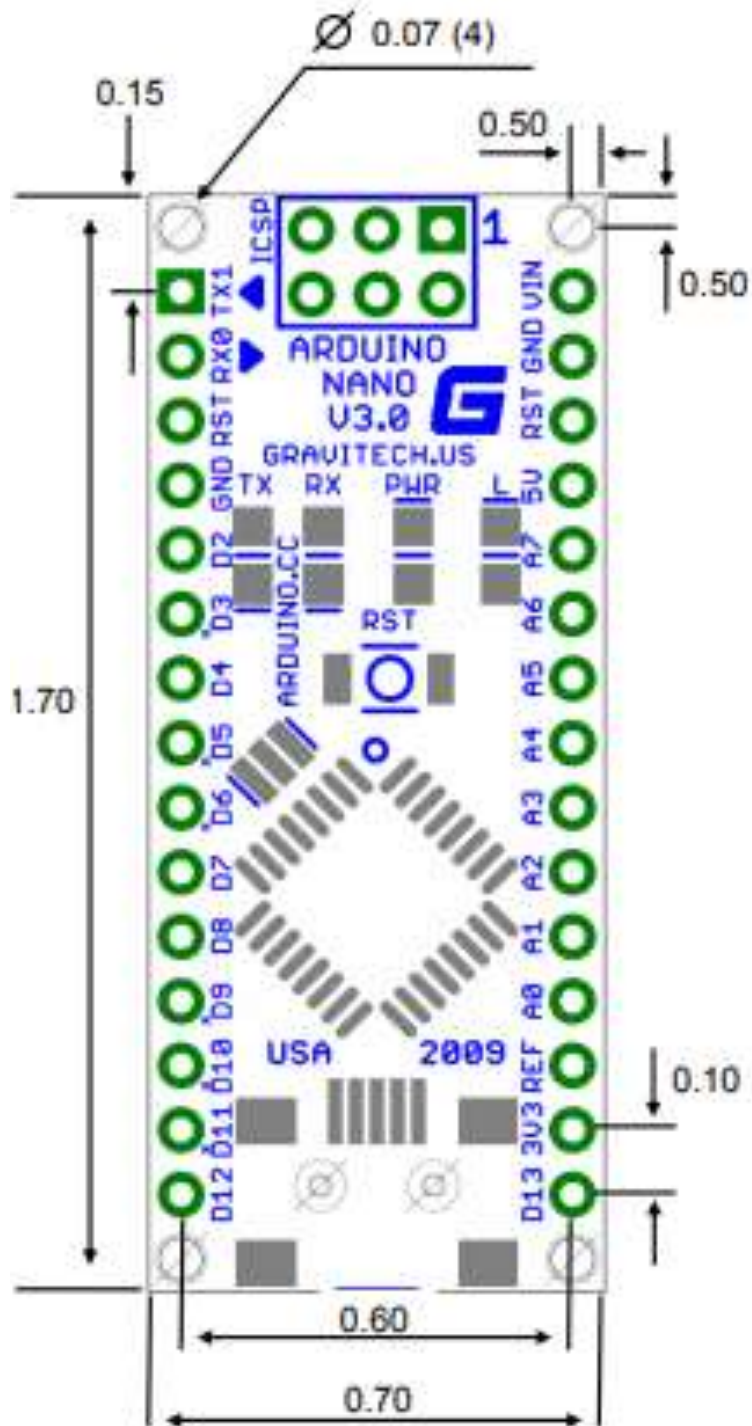 Ø 0.07 (4)
0.15
0.50
0.50
ICSP
1
TX1
RX0
RST
GND
D2
D3
D4
D5
D6
D7
D8
D9
D10
D11
D12
VIN
GND
RST
5V
A7
A6
A5
A4
A3
A2
A1
A0
REF
3V3
D13
ARDUINO
NANO
V3.0
G
GRAVITECH.US
TX RX PWR L
ARDUINO.CC
RST
1.70
USA 2009
0.10
0.60
0.70